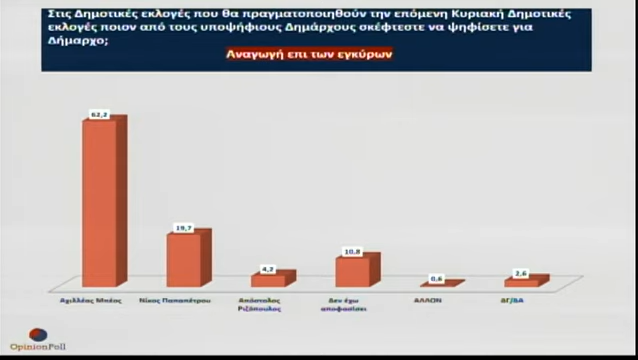 Στις Δημοτικές εκλογές που θα πραγματοποιηθούν την επόμενη Κυριακή Δημοτικές
εκλογές ποιον από τους υποψήφιους Δημάρχους σκέφτεστε να ψηφίσετε για
Δήμαρχο;
Αναγωγή επι των εγκύρων
62,2
19,7
4,2
10,8
0,6
2,6
Αχιλλέας Μπέος
Νίκος Παπαπέτρου
Απόστολος
Ριζόπουλος
Δεν έχω
αποφασίσει
ΑΛΛΟΝ
ΔΓ/ΔΑ
OpinionPoll